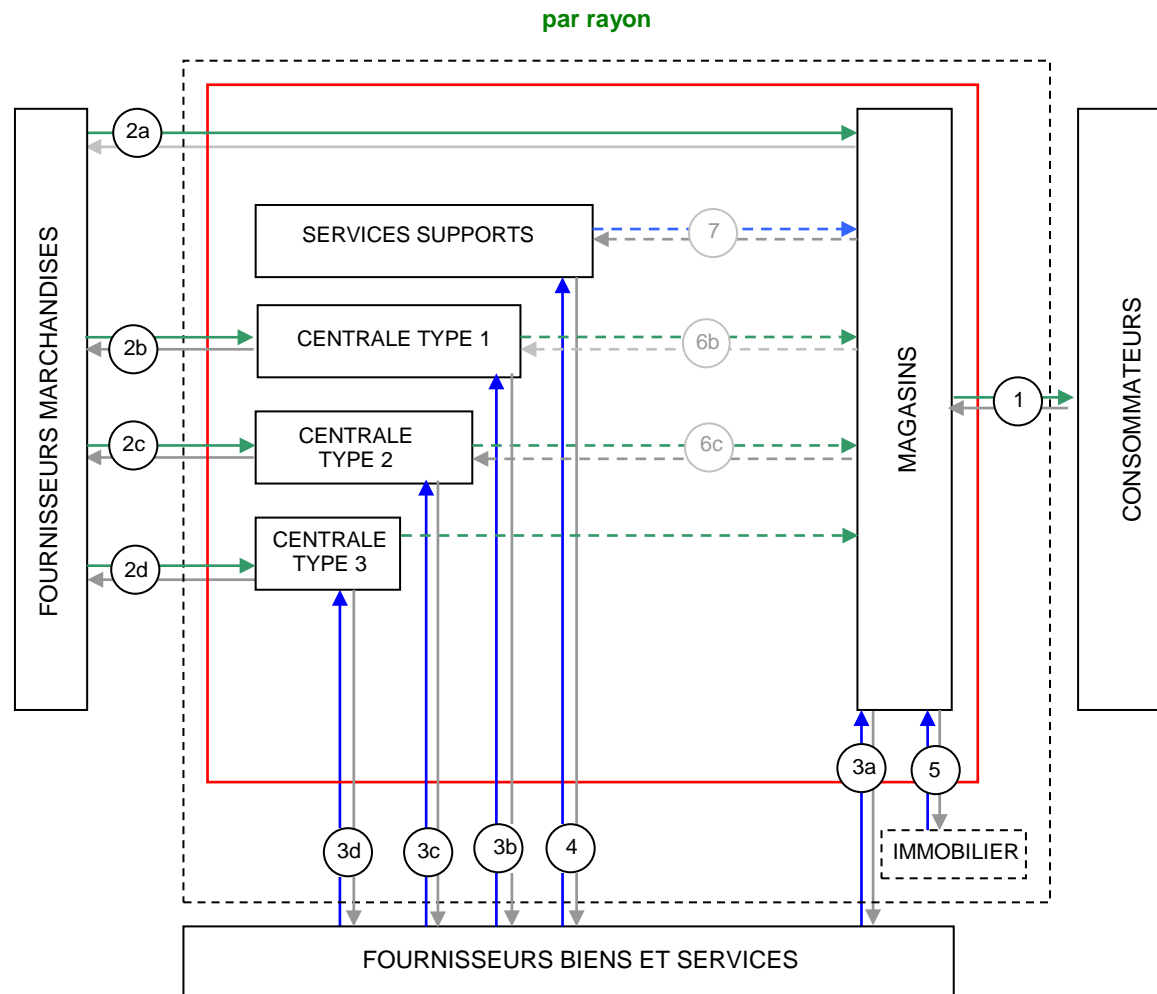 par rayon
2a
SERVICES SUPPORTS
7
FOURNISSEURS MARCHANDISES
2b
CENTRALE TYPE 1
6b
MAGASINS
1
CONSOMMATEURS
2c
CENTRALE
TYPE 2
6c
2d
CENTRALE
TYPE 3
3a
5
3d
3c
3b
4
IMMOBILIER
FOURNISSEURS BIENS ET SERVICES